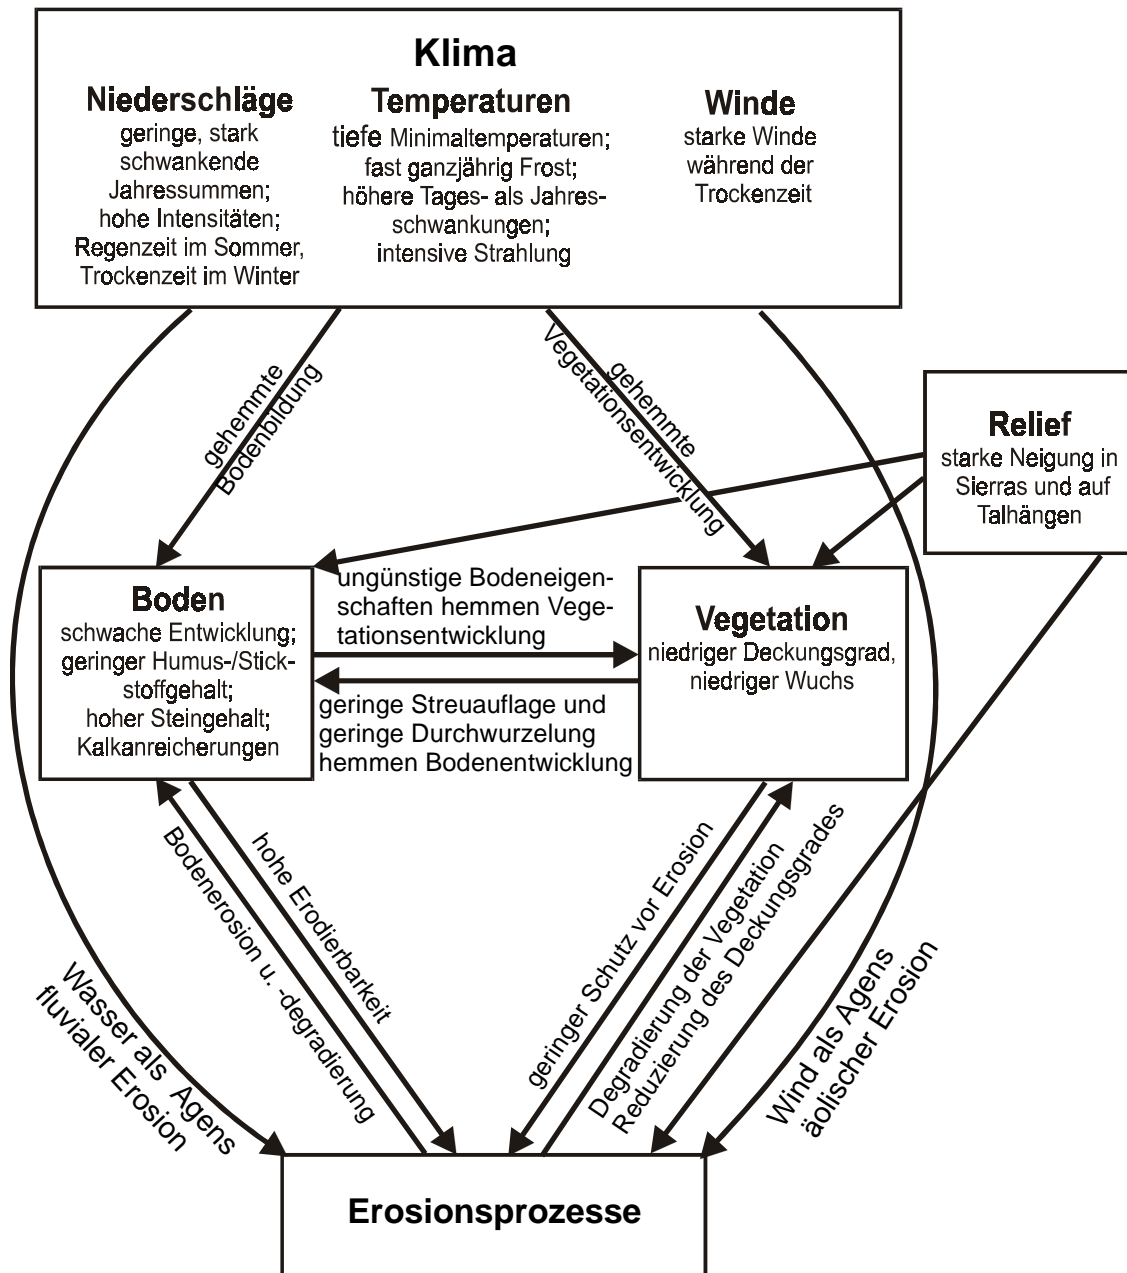 Klima
Niederschläge
geringe, stark
schwankende
Jahressummen;
hohe Intensitäten;
Regenzeit im Sommer,
Trockenzeit im Winter
Temperaturen
tiefe Minimaltemperaturen;
fast ganzjährig Frost;
höhere Tages- als Jahres-
schwankungen;
intensive Strahlung
Winde
starke Winde
während der
Trockenzeit
gehemmte
Bodenbildung
gehemmte
Vegetationsentwicklung
Relief
starke Neigung in
Sierras und auf
Talhängen
Boden
schwache Entwicklung;
geringer Humus-/Stick-
stoffgehalt;
hoher Steingehalt;
Kalkanreicherungen
ungünstige Bodeneigen-
schaften hemmen Vege-
tationsentwicklung
geringe Streuauflage und
geringe Durchwurzelung
hemmen Bodenentwicklung
Vegetation
niedriger Deckungsgrad,
niedriger Wuchs
Wasser als Agens
fluvialer Erosion
Bodenerosion u. -degradierung
hohe Erodierbarkeit
geringer Schutz vor Erosion
Degradierung der Vegetation
Reduzierung des Deckungsgrades
Wind als Agens
äolischer Erosion
Erosionsprozesse